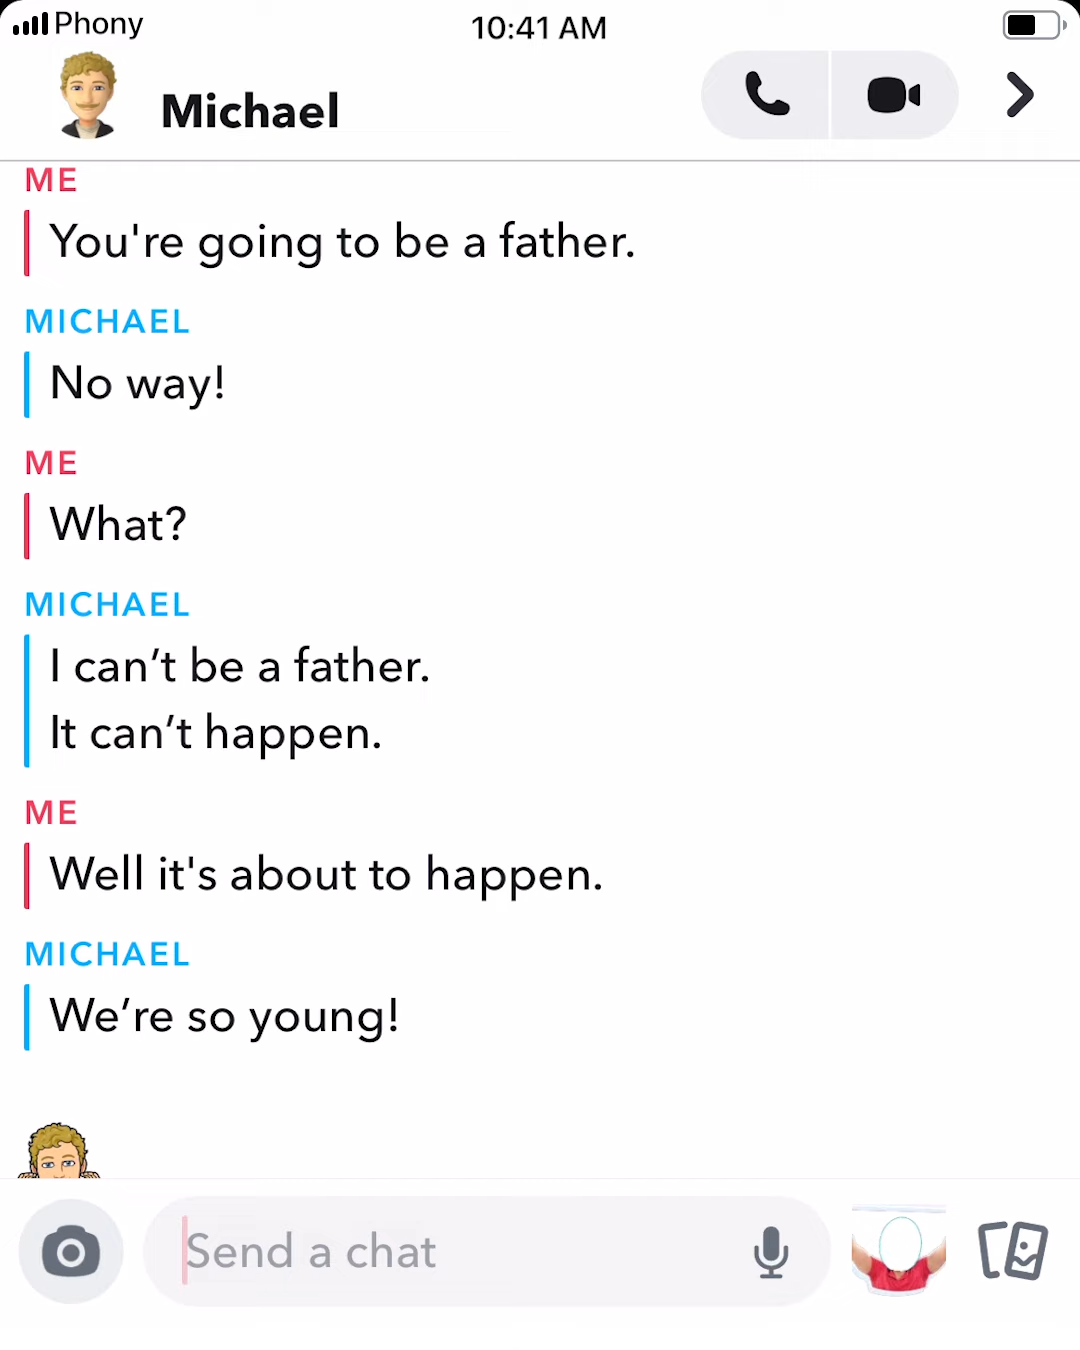 Phony
10:41 AM
Michael
ME
You're going to be a father.
MICHAEL
No way!
ME
What?
MICHAEL
I can’t be a father.
It can’t happen.
ME
Well it's about to happen.
MICHAEL
We’re so young!
Send a chat